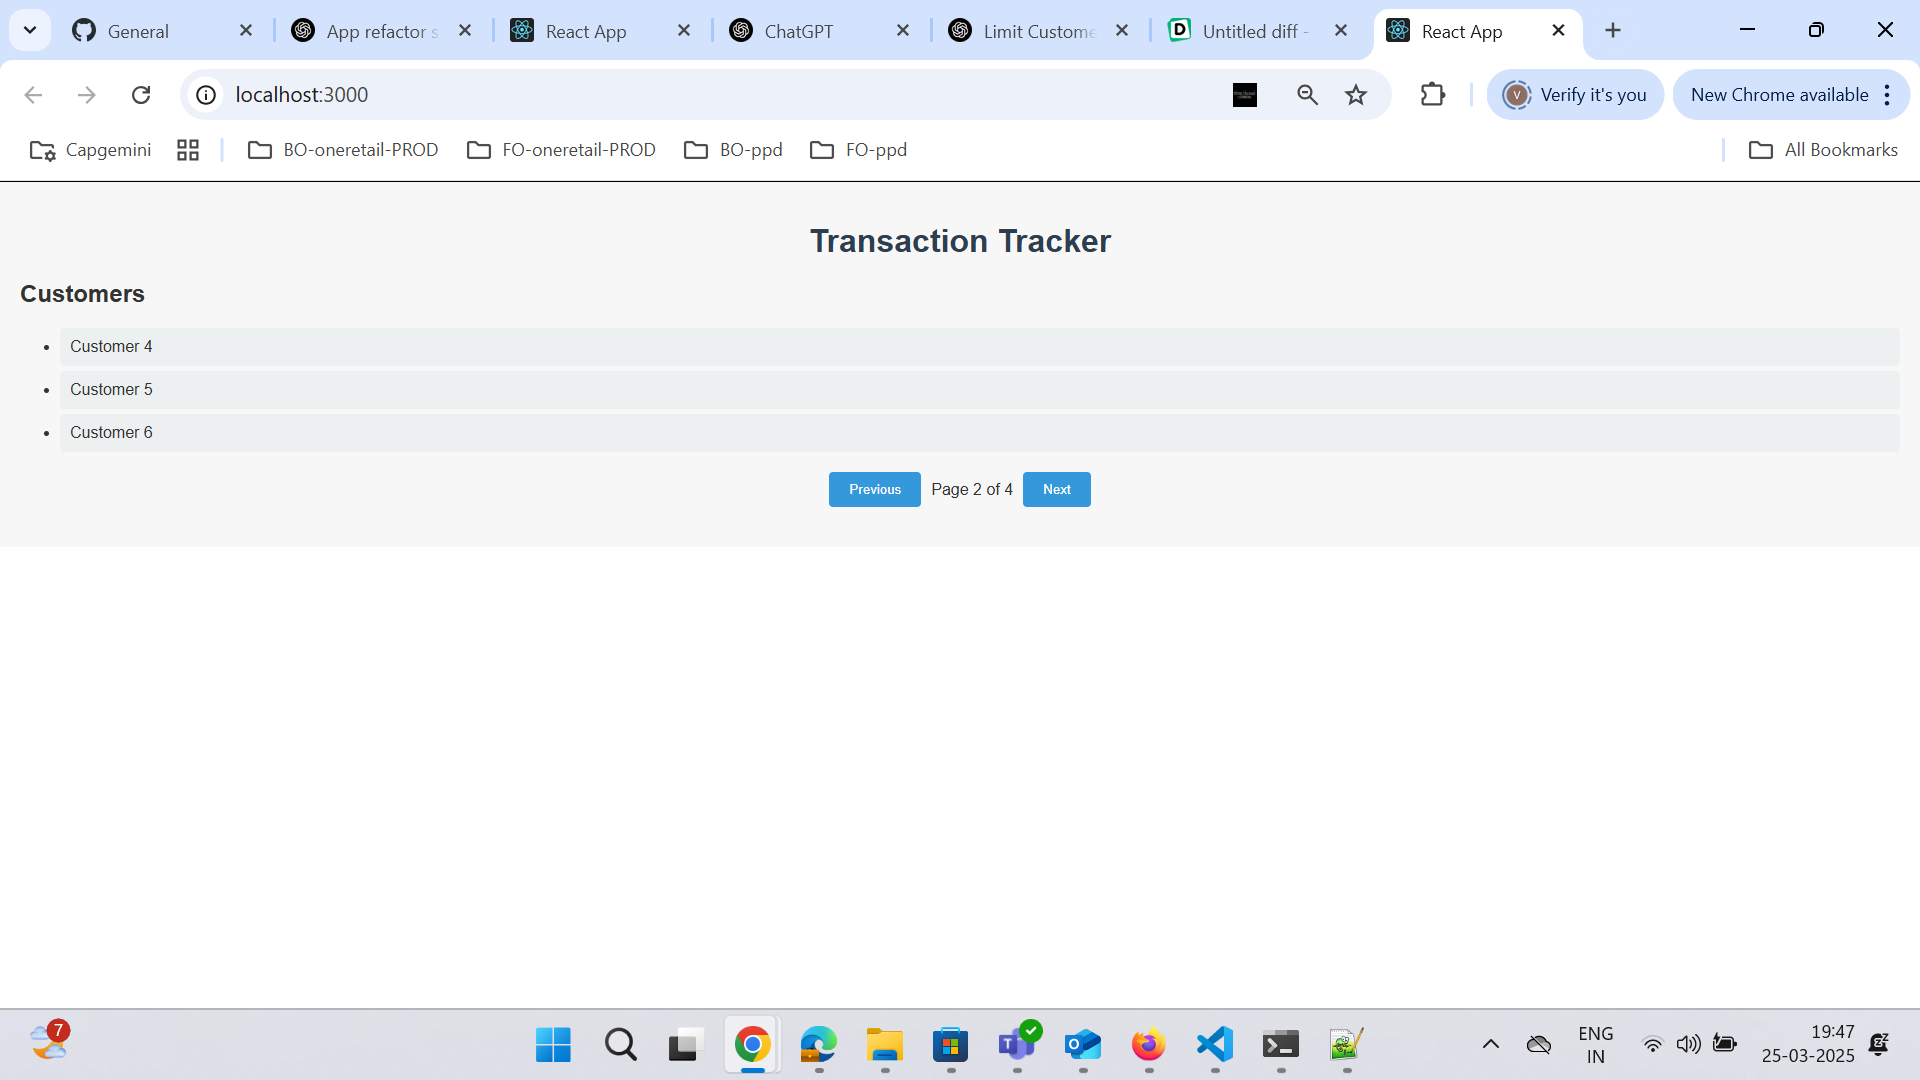 General
App refactor s
React App
ChatGPT
Limit Custome
Untitled diff -
React App
localhost:3000
V
Verify it's you
New Chrome available
Capgemini
BO-oneretail-PROD
FO-oneretail-PROD
BO-ppd
FO-ppd
All Bookmarks
Transaction Tracker
Customers
• Customer 4
• Customer 5
• Customer 6
Previous Page 2 of 4 Next
7
ENG
IN
19:47
25-03-2025